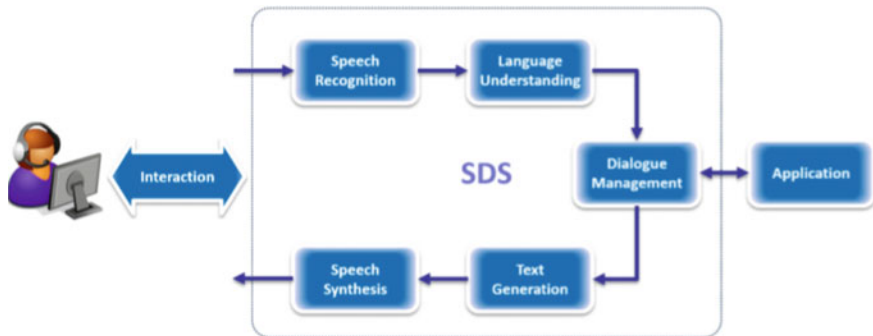 Speech
Recognition
Language
Understanding
Interaction
SDS
Dialogue
Management
Application
Speech
Synthesis
Text
Generation